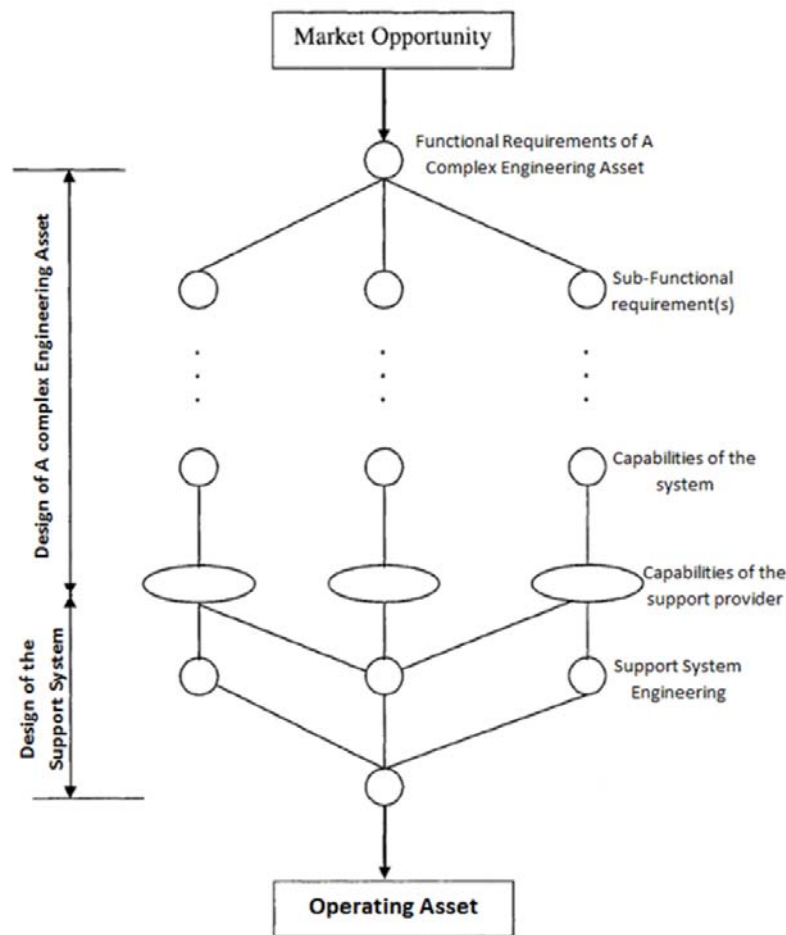 Market Opportunity
Functional Requirements of A
Complex Engineering Asset
Sub-Functional
requirement(s)
Design of A complex Engineering Asset
Capabilities of the
system
Capabilities of the
support provider
Design of the
Support System
Support System
Engineering
Operating Asset